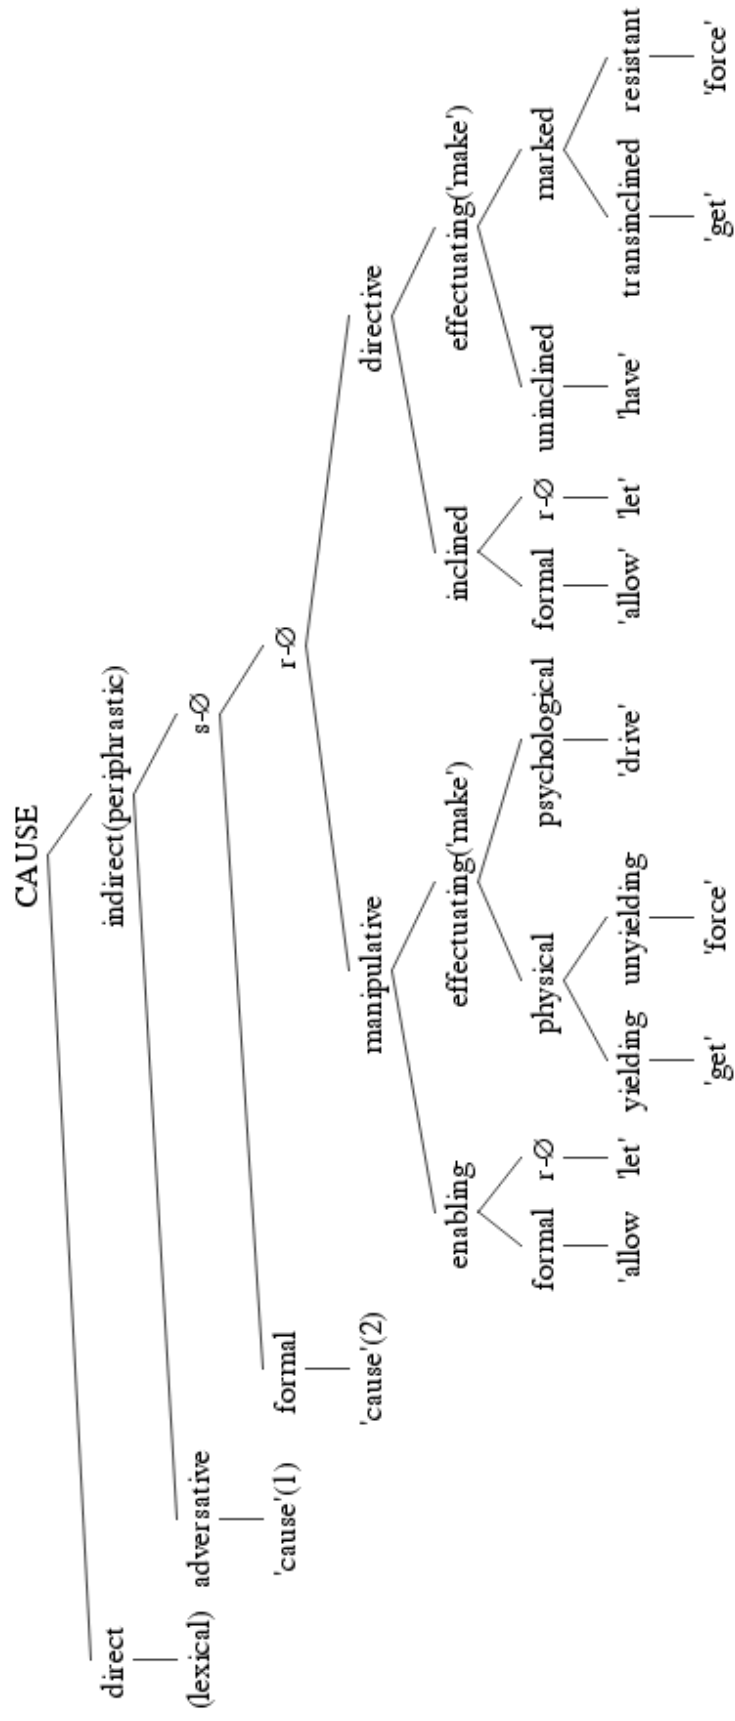 CAUSE
direct indirect(periphrastic)
(lexical) adversative s-Ø
'cause'(1) formal r-Ø
'cause'(2) manipulative directive
enabling effectuating('make') inclined effectuating('make')
formal r-Ø physical psychological formal r-Ø uninclined marked
'allow 'let' yielding unyielding 'drive' 'allow' 'let' 'have' transinclined resistant
'get' 'force' 'get' 'force'